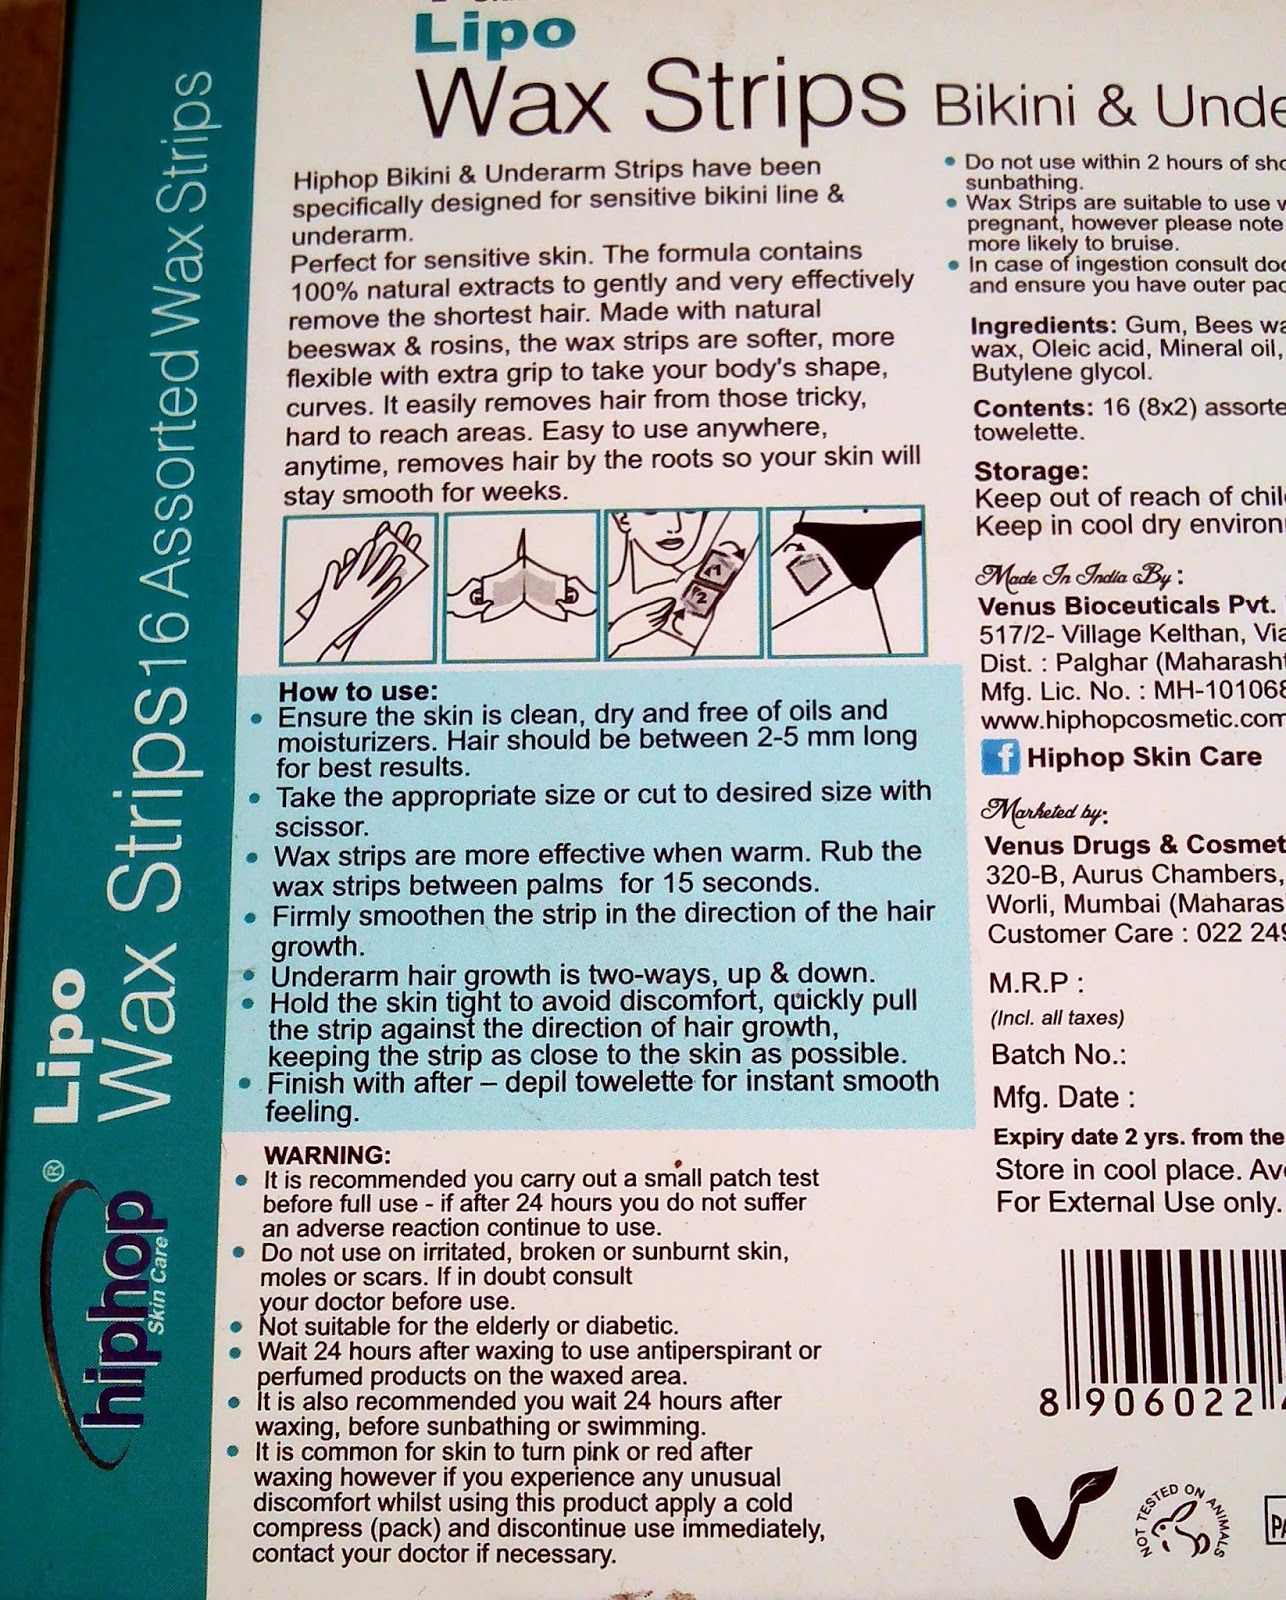 Lipo
Wax Strips Bikini & Unde
Hiphop Bikini & Underarm Strips have been
specifically designed for sensitive bikini line &
underarm.
Perfect for sensitive skin. The formula contains
100% natural extracts to gently and very effectively
remove the shortest hair. Made with natural
beeswax & rosins, the wax strips are softer, more
flexible with extra grip to take your body's shape,
curves. It easily removes hair from those tricky,
hard to reach areas. Easy to use anywhere,
anytime, removes hair by the roots so your skin will
stay smooth for weeks.
1
2
How to use:
• Ensure the skin is clean, dry and free of oils and
moisturizers. Hair should be between 2-5 mm long
for best results.
• Take the appropriate size or cut to desired size with
scissor.
• Wax strips are more effective when warm. Rub the
wax strips between palms for 15 seconds.
• Firmly smoothen the strip in the direction of the hair
growth.
• Underarm hair growth is two-ways, up & down.
• Hold the skin tight to avoid discomfort, quickly pull
the strip against the direction of hair growth,
keeping the strip as close to the skin as possible.
• Finish with after – depil towelette for instant smooth
feeling.
WARNING:
• It is recommended you carry out a small patch test
before full use - if after 24 hours you do not suffer
an adverse reaction continue to use.
• Do not use on irritated, broken or sunburnt skin,
moles or scars. If in doubt consult
your doctor before use.
• Not suitable for the elderly or diabetic.
• Wait 24 hours after waxing to use antiperspirant or
perfumed products on the waxed area.
• It is also recommended you wait 24 hours after
waxing, before sunbathing or swimming.
• It is common for skin to turn pink or red after
waxing however if you experience any unusual
discomfort whilst using this product apply a cold
compress (pack) and discontinue use immediately,
contact your doctor if necessary.
• Do not use within 2 hours of sho
sunbathing.
• Wax Strips are suitable to use w
pregnant, however please note
more likely to bruise.
• In case of ingestion consult doc
and ensure you have outer pac
Ingredients: Gum, Bees wa
wax, Oleic acid, Mineral oil,
Butylene glycol.
Contents: 16 (8x2) assorte
towelette.
Storage:
Keep out of reach of chil
Keep in cool dry environ
Made In India By :
Venus Bioceuticals Pvt.
517/2- Village Kelthan, Via
Dist. : Palghar (Maharasht
Mfg. Lic. No. : MH-101068
www.hiphopcosmetic.com
f Hiphop Skin Care
Marketed by:
Venus Drugs & Cosmet
320-B, Aurus Chambers,
Worli, Mumbai (Maharas
Customer Care : 022 249
M.R.P :
(Incl. all taxes)
Batch No.:
Mfg. Date :
Expiry date 2 yrs. from the
Store in cool place. Av
For External Use only.
8 906022 4
NOT TESTED ON ANIMALS
PA
hiphop®
Skin Care
Lipo
Wax Strips 16 Assorted Wax Strips